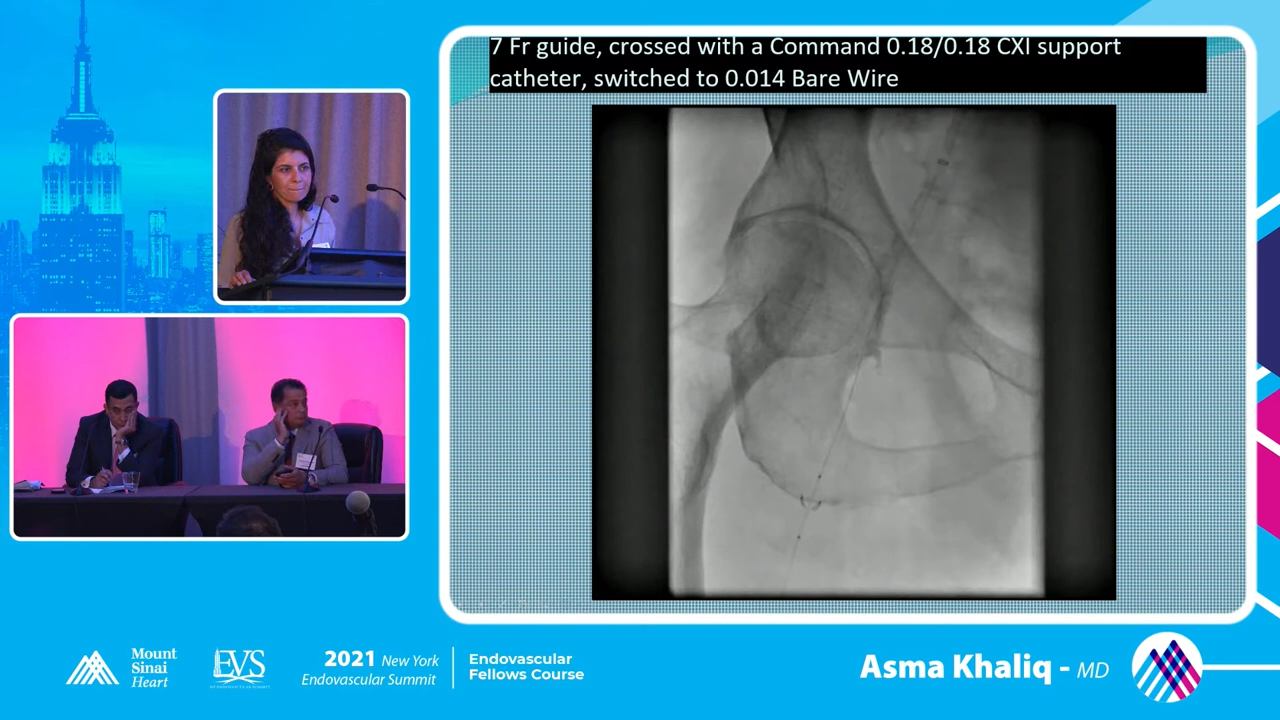 7 Fr guide, crossed with a Command 0.18/0.18 CXI support
catheter, switched to 0.014 Bare Wire
Mount
Sinai
Heart
EVS
2021 New York
Endovascular Summit
Endovascular
Fellows Course
Asma Khaliq - MD